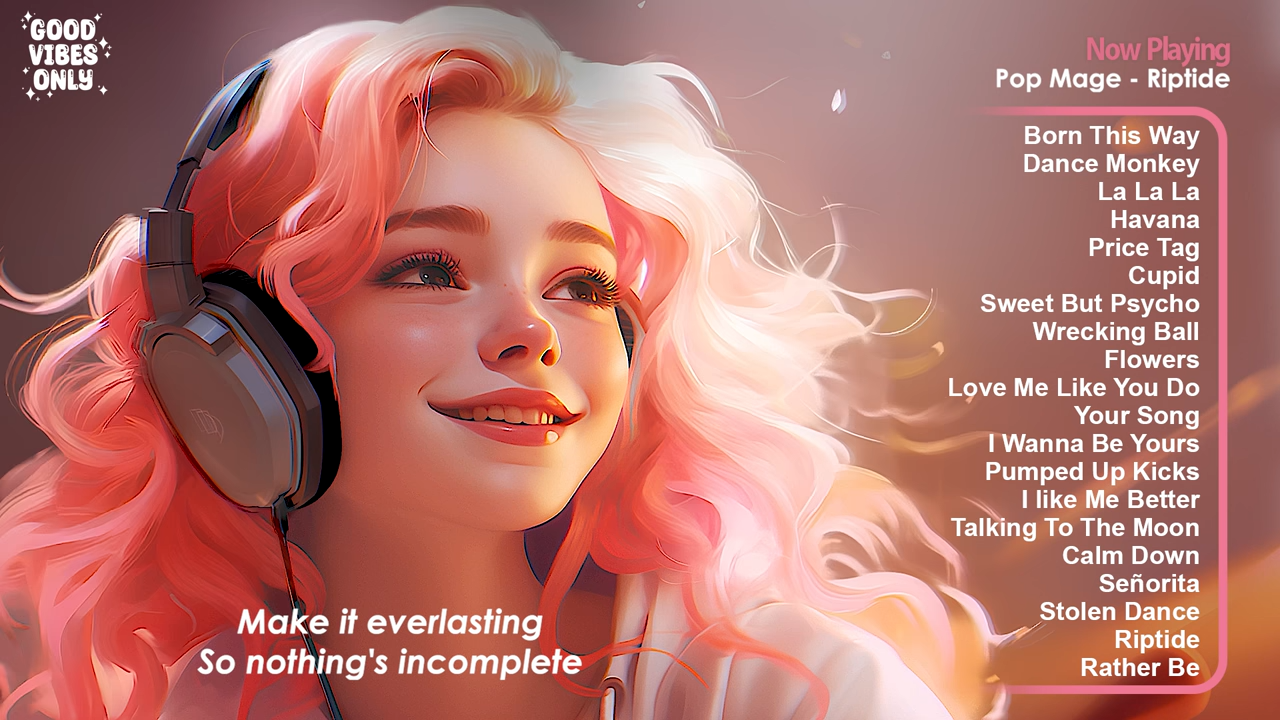 GOOD
VIBES
ONLY
Now Playing
Pop Mage - Riptide
Born This Way
Dance Monkey
La La La
Havana
Price Tag
Cupid
Sweet But Psycho
Wrecking Ball
Flowers
Love Me Like You Do
Your Song
I Wanna Be Yours
Pumped Up Kicks
I like Me Better
Talking To The Moon
Calm Down
Señorita
Stolen Dance
Riptide
Rather Be
Make it everlasting
So nothing's incomplete